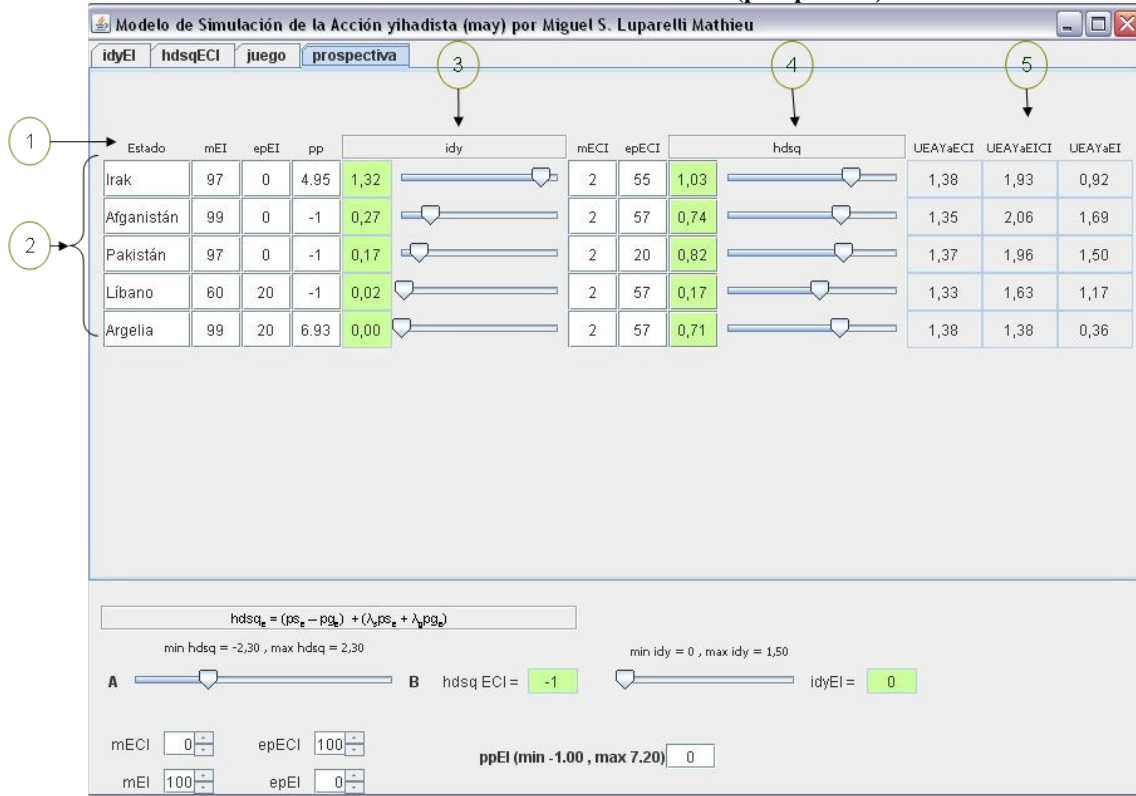 Modelo de Simulación de la Acción yihadista (may) por Miguel S. Luparelli Mathieu
idyEI hdsqECI juego prospectiva
3 4 5
1
Estado mEI epEI pp idy mECI epECI hdsq UEAYaECI UEAYaEICI UEAYaEI
Irak 97 0 4.95 1,32 2 55 1,03 1,38 1,93 0,92
Afganistán 99 0 -1 0,27 2 57 0,74 1,35 2,06 1,69
2
Pakistán 97 0 -1 0,17 2 20 0,82 1,37 1,96 1,50
Líbano 60 20 -1 0,02 2 57 0,17 1,33 1,63 1,17
Argelia 99 20 6.93 0,00 2 57 0,71 1,38 1,38 0,36
hdsqₑ = (psₑ – pgₑ) + (λₛpsₑ + λgpgₑ)
min hdsq = -2,30 , max hdsq = 2,30 min idy = 0 , max idy = 1,50
A B hdsq ECI = -1 idyEI = 0
mECI 0 epECI 100
ppEI (min -1.00 , max 7.20) 0
mEI 100 epEI 0